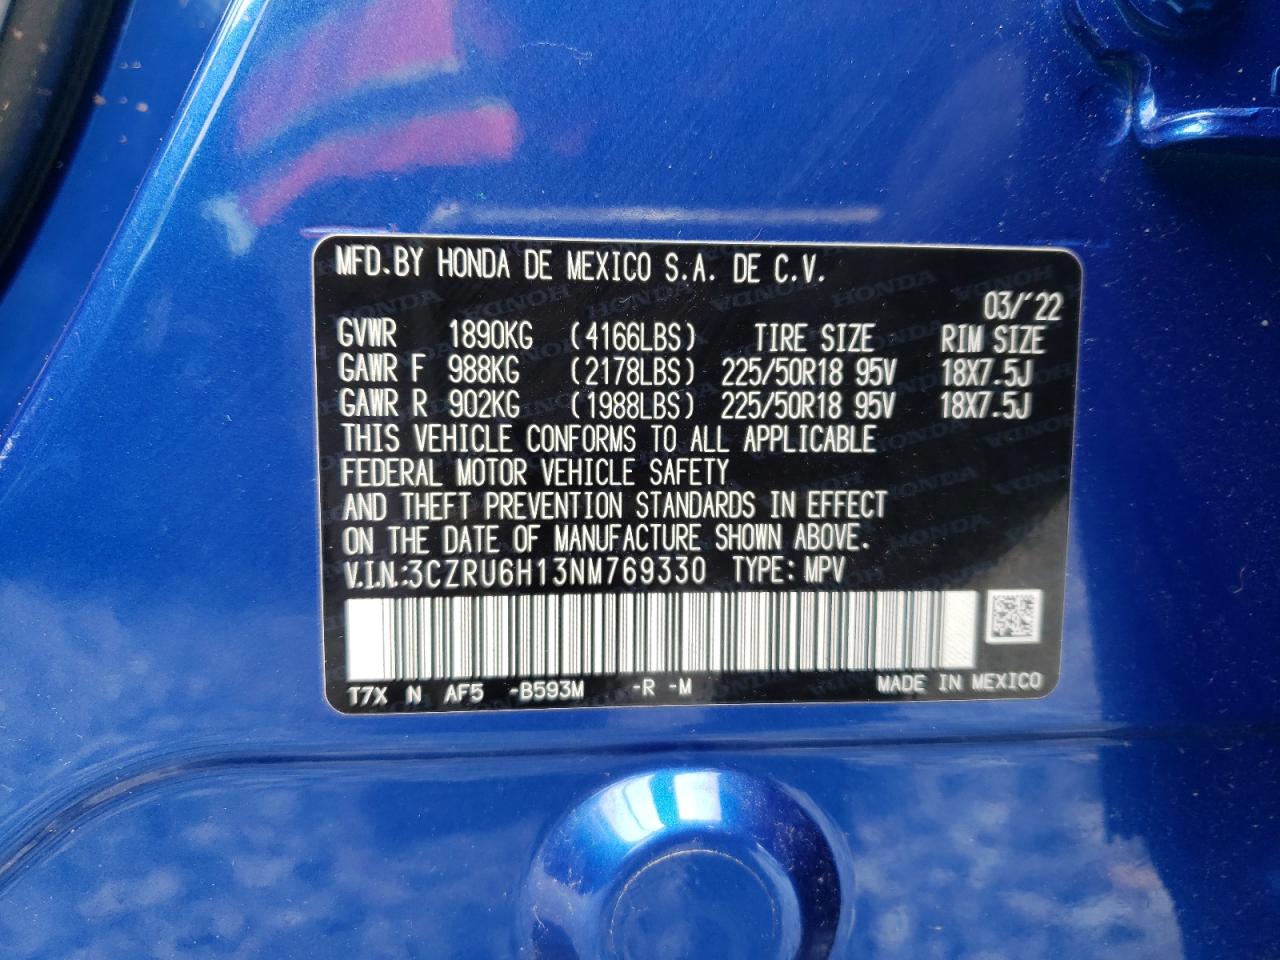 MFD.BY HONDA DE MEXICO S.A. DE C.V.
03/'22
GVWR 1890KG (4166LBS) TIRE SIZE RIM SIZE
GAWR F 988KG (2178LBS) 225/50R18 95V 18X7.5J
GAWR R 902KG (1988LBS) 225/50R18 95V 18X7.5J
THIS VEHICLE CONFORMS TO ALL APPLICABLE
FEDERAL MOTOR VEHICLE SAFETY
AND THEFT PREVENTION STANDARDS IN EFFECT
ON THE DATE OF MANUFACTURE SHOWN ABOVE.
V.I.N.:3CZRU6H13NM769330 TYPE: MPV
T7X N AF5 -B593M -R -M MADE IN MEXICO